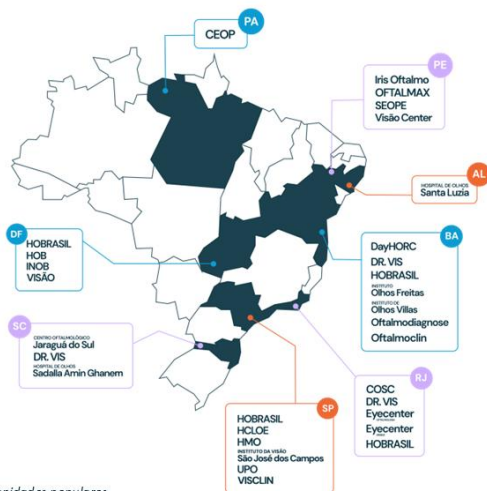 PA
CEOP
PE
Iris Oftalmo
OFTALMAX
SEOPE
Visão Center
AL
HOSPITAL DE OLHOS
Santa Luzia
DF
HOBRASIL
HOB
INOB
VISÃO
BA
DayHORC
DR. VIS
HOBRASIL
INSTITUTO
Olhos Freitas
INSTITUTO DE
Olhos Villas
Oftalmodiagnose
Oftalmoclin
SC
CENTRO OFTALMOLÓGICO
Jaraguá do Sul
DR. VIS
HOSPITAL DE OLHOS
Sadalla Amin Ghanem
RJ
COSC
DR. VIS
Eyecenter
Eyecenter
HOBRASIL
SP
HOBRASIL
HCLOE
HMO
INSTITUTO DA VISÃO
São José dos Campos
UPO
VISCLIN
populares